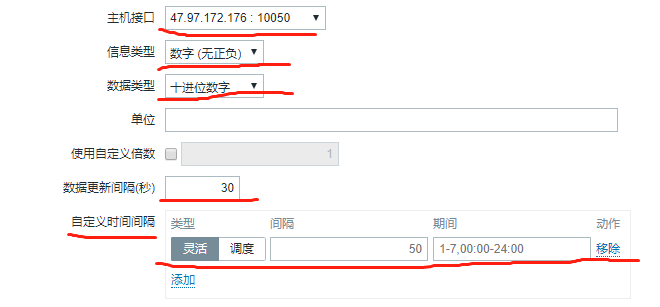 主机接口 47.97.172.176 : 10050
信息类型 数字 (无正负)
数据类型 十进位数字
单位
使用自定义倍数 1
数据更新间隔(秒) 30
自定义时间间隔 类型 间隔 期间 动作
灵活 调度 50 1-7,00:00-24:00 移除
添加